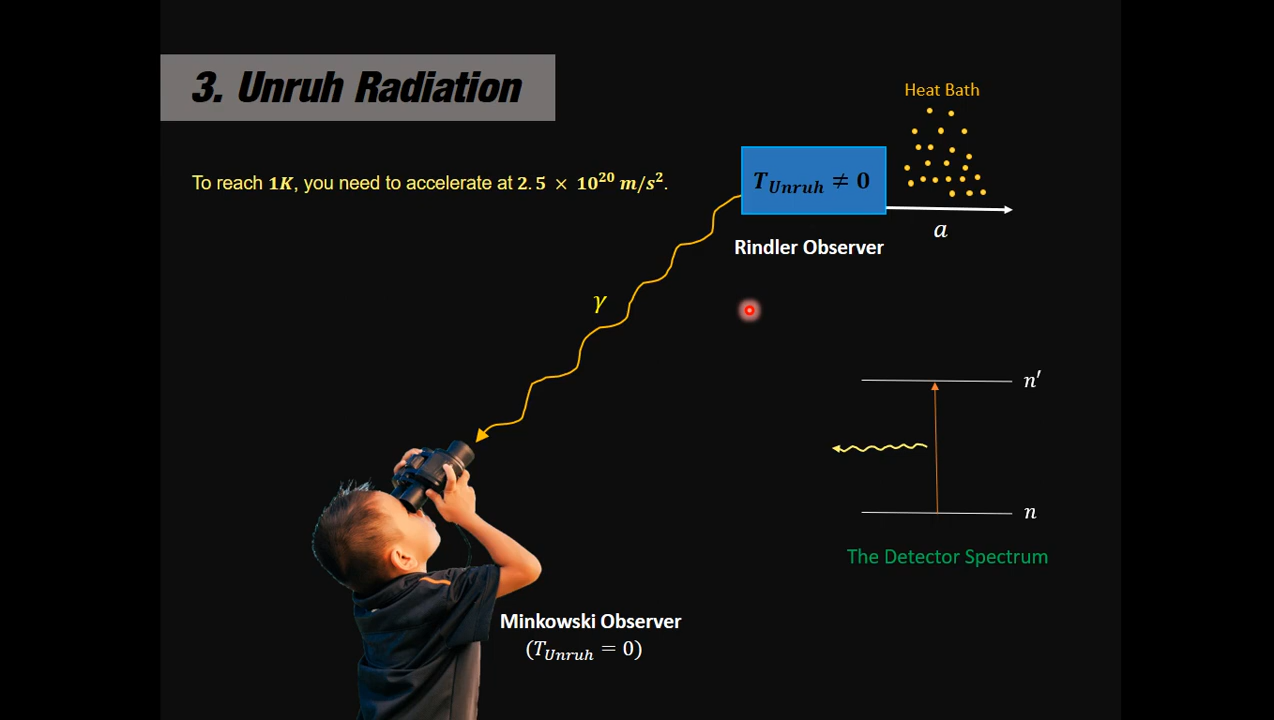 3. Unruh Radiation
Heat Bath
To reach 1K, you need to accelerate at 2.5 × 10²⁰ m/s².
T_Unruh ≠ 0
a
Rindler Observer
γ
n′
n
The Detector Spectrum
Minkowski Observer
(T_Unruh = 0)